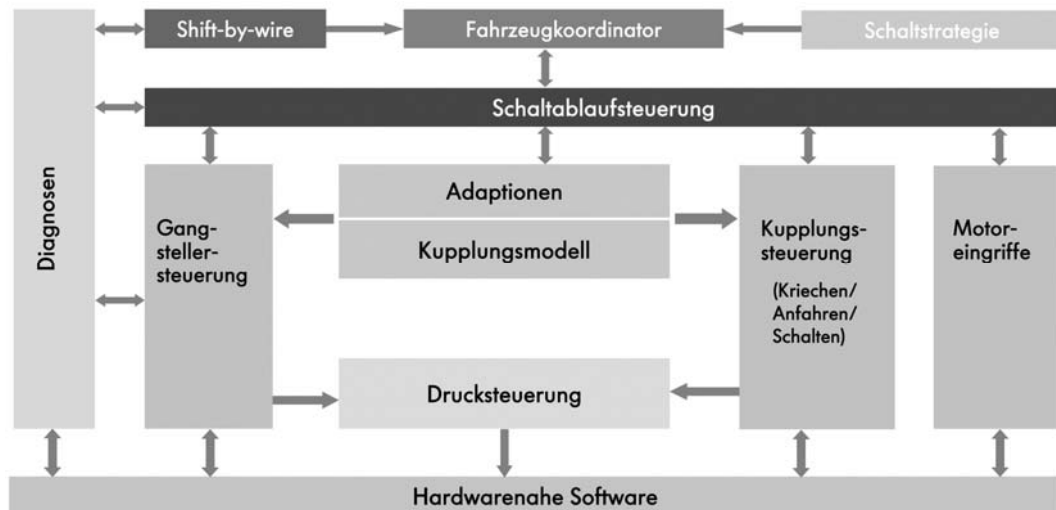 Shift-by-wire
Fahrzeugkoordinator
Schaltstrategie
Schaltablaufsteuerung
Diagnosen
Gang-
steller-
steuerung
Adaptionen
Kupplungsmodell
Kupplungs-
steuerung
(Kriechen/
Anfahren/
Schalten)
Motor-
eingriffe
Drucksteuerung
Hardwarenahe Software